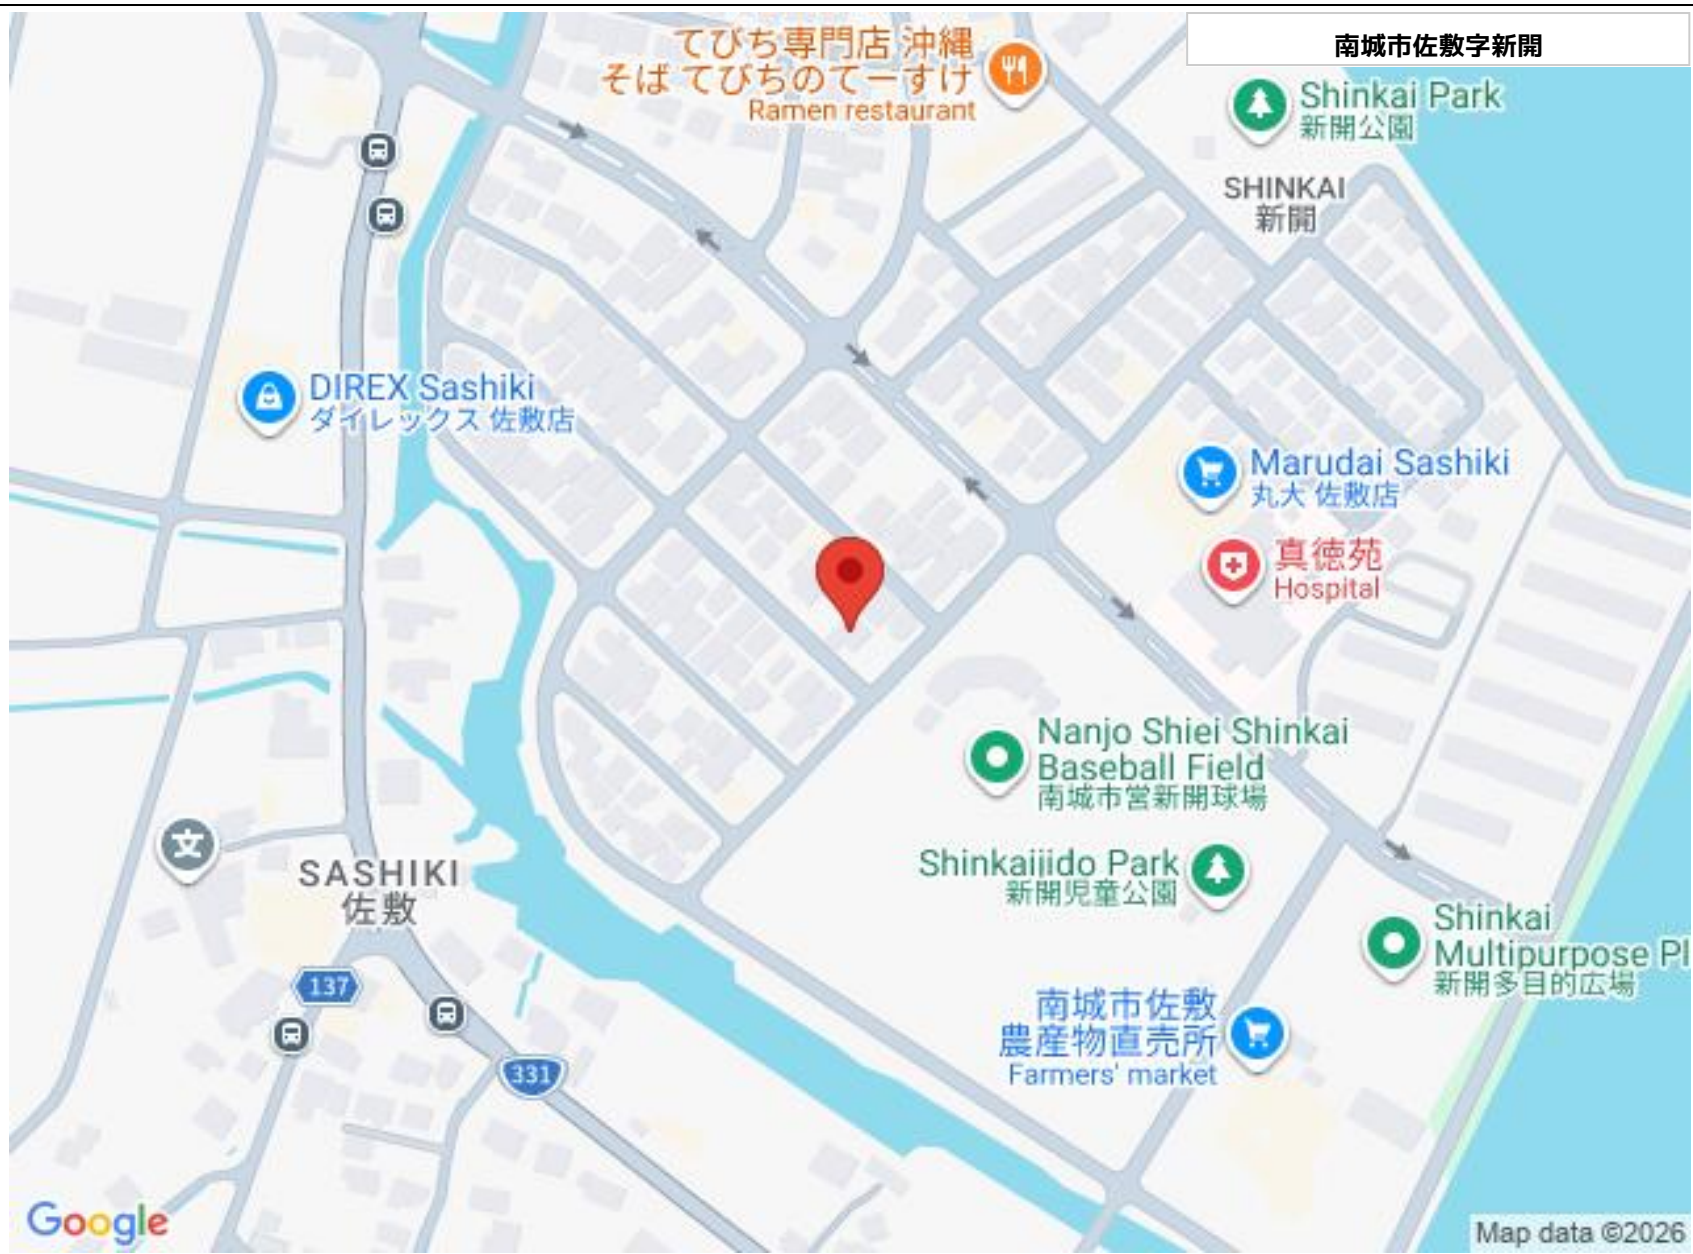 南城市佐敷字新開
てびち専門店 沖縄
そば てびちのてーすけ
Ramen restaurant
Shinkai Park
新開公園
SHINKAI
新開
DIREX Sashiki
ダイレックス 佐敷店
Marudai Sashiki
丸大 佐敷店
真徳苑
Hospital
Nanjo Shiei Shinkai
Baseball Field
南城市営新開球場
Shinkaijido Park
新開児童公園
文
SASHIKI
佐敷
Shinkai
Multipurpose Pl
新開多目的広場
137
南城市佐敷
農産物直売所
Farmers' market
331
Google
Map data ©2026